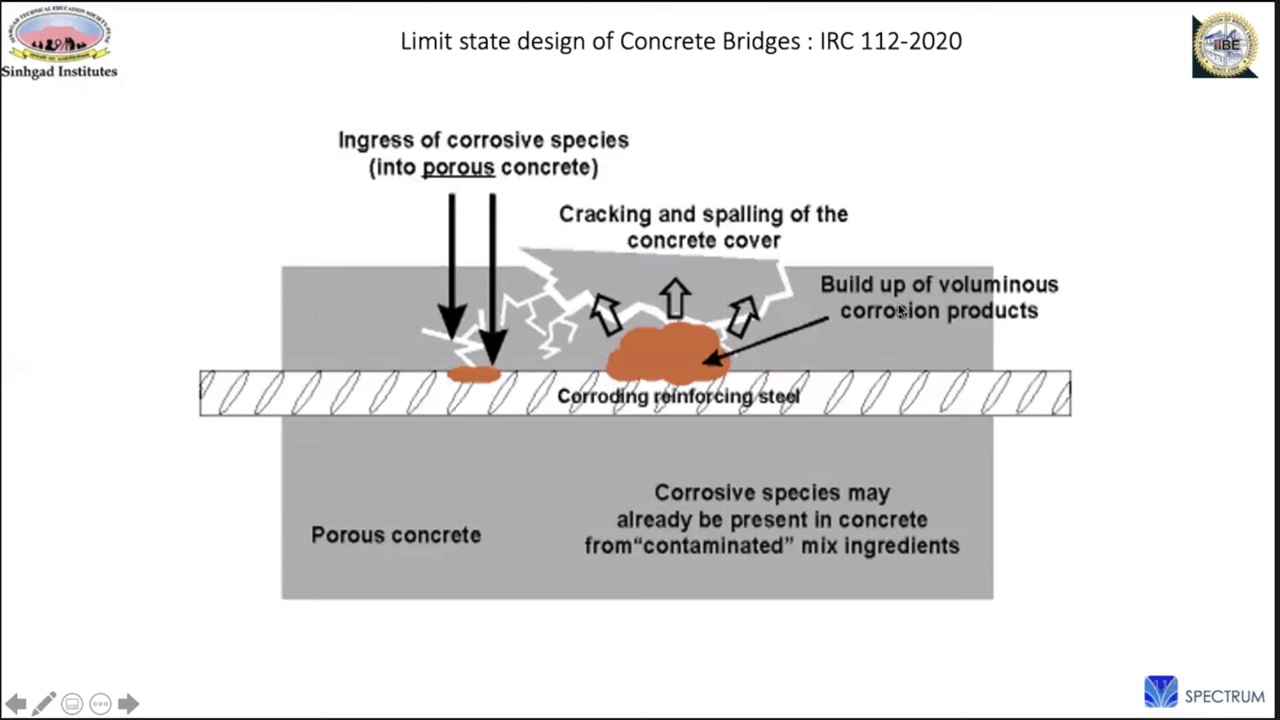 Limit state design of Concrete Bridges : IRC 112-2020
Sinhgad Institutes
iIBE
Ingress of corrosive species
(into porous concrete)
Cracking and spalling of the
concrete cover
Build up of voluminous
corrosion products
Corroding reinforcing steel
Porous concrete
Corrosive species may
already be present in concrete
from“contaminated” mix ingredients
SPECTRUM